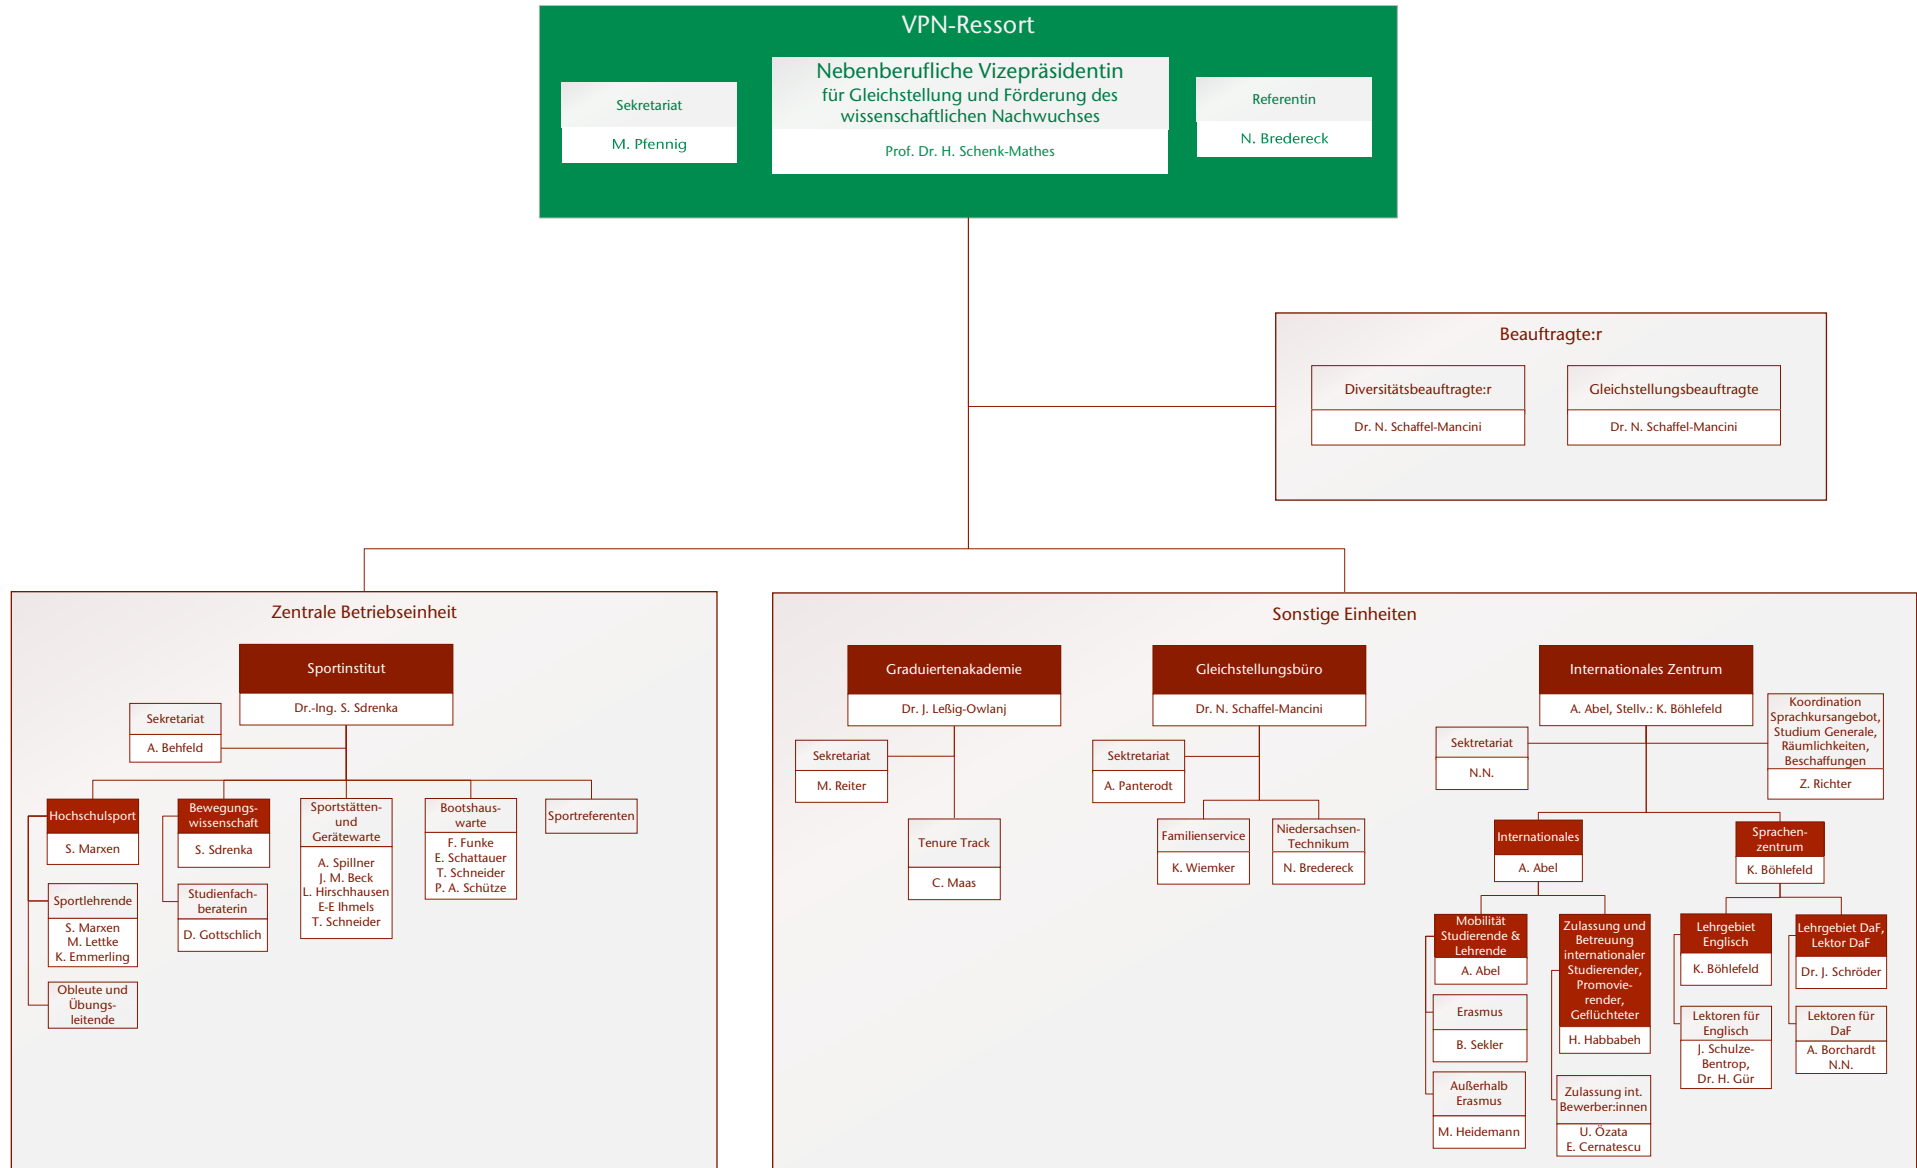 VPN-Ressort
Sekretariat
M. Pfennig
Nebenberufliche Vizepräsidentin
für Gleichstellung und Förderung des
wissenschaftlichen Nachwuchses
Prof. Dr. H. Schenk-Mathes
Referentin
N. Bredereck
Beauftragte:r
Diversitätsbeauftragte:r
Dr. N. Schaffel-Mancini
Gleichstellungsbeauftragte
Dr. N. Schaffel-Mancini
Zentrale Betriebseinheit
Sportinstitut
Dr.-Ing. S. Sdrenka
Sekretariat
A. Behfeld
Hochschulsport
S. Marxen
Sportlehrende
S. Marxen
M. Lettke
K. Emmerling
Obleute und
Übungs-
leitende
Bewegungs-
wissenschaft
S. Sdrenka
Studienfach-
beraterin
D. Gottschlich
Sportstätten-
und
Gerätewarte
A. Spillner
J. M. Beck
L. Hirschhausen
E-E Ihmels
T. Schneider
Bootshaus-
warte
F. Funke
E. Schattauer
T. Schneider
P. A. Schütze
Sportreferenten
Sonstige Einheiten
Graduiertenakademie
Dr. J. Leßig-Owlanj
Sekretariat
M. Reiter
Tenure Track
C. Maas
Gleichstellungsbüro
Dr. N. Schaffel-Mancini
Sektretariat
A. Panterodt
Familienservice
K. Wiemker
Niedersachsen-
Technikum
N. Bredereck
Internationales Zentrum
A. Abel, Stellv.: K. Böhlefeld
Sektretariat
N.N.
Koordination
Sprachkursangebot,
Studium Generale,
Räumlichkeiten,
Beschaffungen
Z. Richter
Internationales
A. Abel
Mobilität
Studierende &
Lehrende
A. Abel
Erasmus
B. Sekler
Außerhalb
Erasmus
M. Heidemann
Zulassung und
Betreuung
internationaler
Studierender,
Promovie-
render,
Geflüchteter
H. Habbabeh
Zulassung int.
Bewerber:innen
U. Özata
E. Cernatescu
Sprachen-
zentrum
K. Böhlefeld
Lehrgebiet
Englisch
K. Böhlefeld
Lektoren für
Englisch
J. Schulze-
Bentrop,
Dr. H. Gür
Lehrgebiet DaF,
Lektor DaF
Dr. J. Schröder
Lektoren für
DaF
A. Borchardt
N.N.